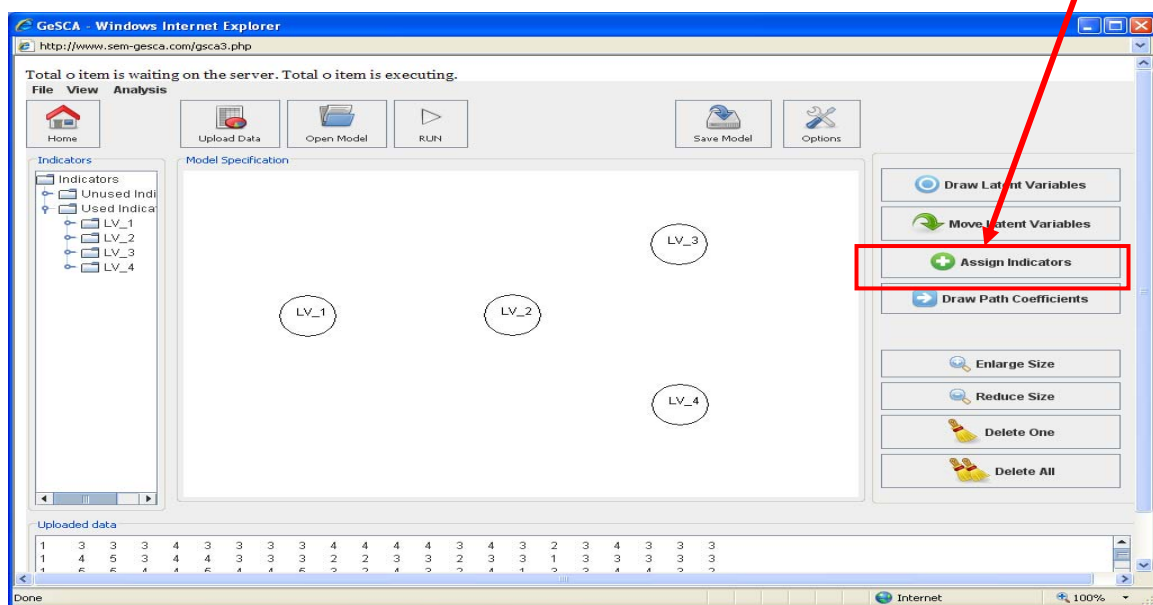 GeSCA - Windows Internet Explorer
http://www.sem-gesca.com/gsca3.php
Total 0 item is waiting on the server. Total 0 item is executing.
File View Analysis
Home Upload Data Open Model RUN Save Model Options
Indicators
Model Specification
Indicators
Unused Indi
Used Indica
LV_1
LV_2
LV_3
LV_4
LV_3
LV_1
LV_2
LV_4
Draw Latent Variables
Move Latent Variables
Assign Indicators
Draw Path Coefficients
Enlarge Size
Reduce Size
Delete One
Delete All
Uploaded data
1 3 3 3 4 3 3 3 3 4 4 4 4 3 4 3 2 3 4 3 3 3
1 4 5 3 4 4 3 3 3 2 2 3 3 2 3 3 1 3 3 3 3 3
Done
Internet
100%